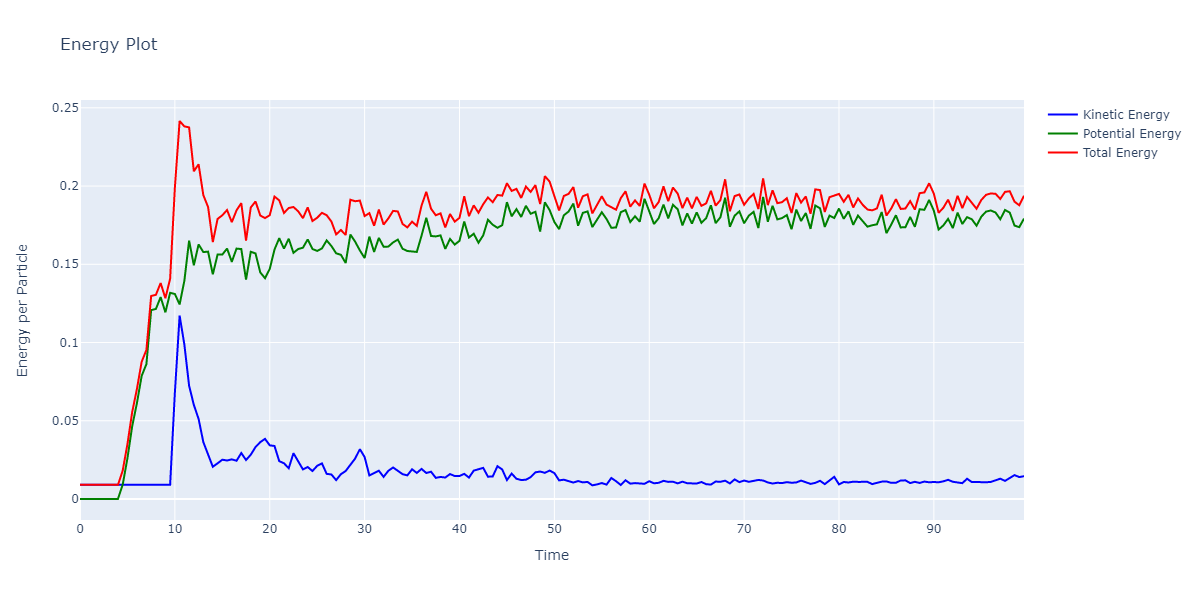 Energy Plot
0.25
0.2
0.15
0.1
0.05
0
Energy per Particle
0 10 20 30 40 50 60 70 80 90
Time
Kinetic Energy
Potential Energy
Total Energy